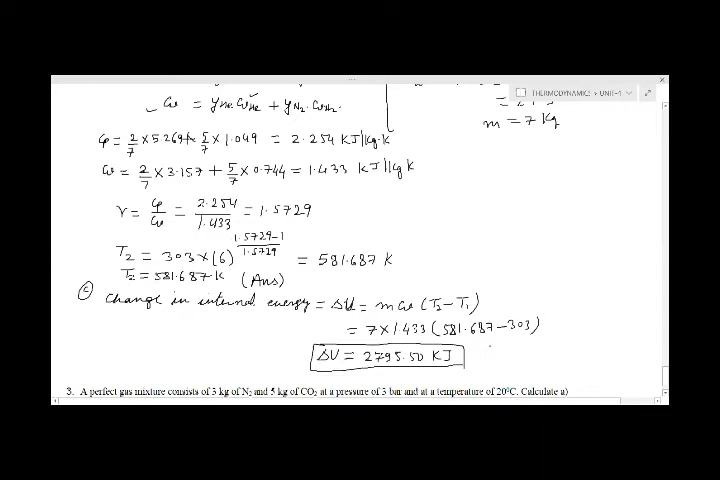 THERMODYNAMICS > UNIT-4
Cv = yHe. CvHe + yN2. CvN2.
m = 7 Kg
Cp = 2/7 × 5.269 + 5/7 × 1.049 = 2.254 KJ/Kg·K
Cv = 2/7 × 3.157 + 5/7 × 0.744 = 1.433 KJ/Kg K
γ = Cp/Cv = 2.254/1.433 = 1.5729
T2 = 303 × (6)^(1.5729-1/1.5729) = 581.687 K
T2 = 581.687 K (Ans)
(c) Change in internal energy = ΔU = m Cv (T2 - T1)
= 7 × 1.433 (581.687 - 303)
ΔU = 2795.50 KJ
3. A perfect gas mixture consists of 3 kg of N2 and 5 kg of CO2 at a pressure of 3 bar and at a temperature of 20°C. Calculate a)